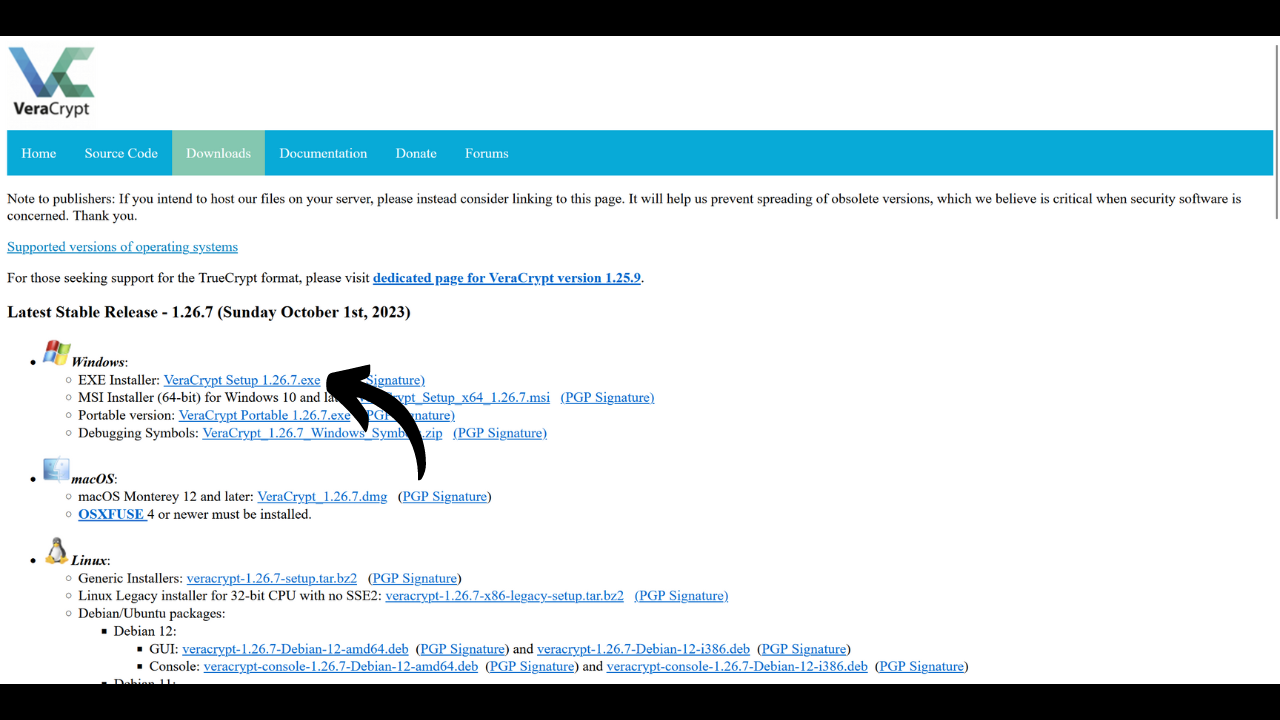 VeraCrypt
Home Source Code Downloads Documentation Donate Forums
Note to publishers: If you intend to host our files on your server, please instead consider linking to this page. It will help us prevent spreading of obsolete versions, which we believe is critical when security software is
concerned. Thank you.
Supported versions of operating systems
For those seeking support for the TrueCrypt format, please visit dedicated page for VeraCrypt version 1.25.9.
Latest Stable Release - 1.26.7 (Sunday October 1st, 2023)
Windows:
EXE Installer: VeraCrypt Setup 1.26.7.exe Signature)
MSI Installer (64-bit) for Windows 10 and VeraCrypt_Setup_x64_1.26.7.msi (PGP Signature)
Portable version: VeraCrypt Portable 1.26.7.exe (PGP Signature)
Debugging Symbols: VeraCrypt_1.26.7_Windows_Symbols.zip (PGP Signature)
macOS:
macOS Monterey 12 and later: VeraCrypt_1.26.7.dmg (PGP Signature)
OSXFUSE 4 or newer must be installed.
Linux:
Generic Installers: veracrypt-1.26.7-setup.tar.bz2 (PGP Signature)
Linux Legacy installer for 32-bit CPU with no SSE2: veracrypt-1.26.7-x86-legacy-setup.tar.bz2 (PGP Signature)
Debian/Ubuntu packages:
Debian 12:
GUI: veracrypt-1.26.7-Debian-12-amd64.deb (PGP Signature) and veracrypt-1.26.7-Debian-12-i386.deb (PGP Signature)
Console: veracrypt-console-1.26.7-Debian-12-amd64.deb (PGP Signature) and veracrypt-console-1.26.7-Debian-12-i386.deb (PGP Signature)
Debian 11: